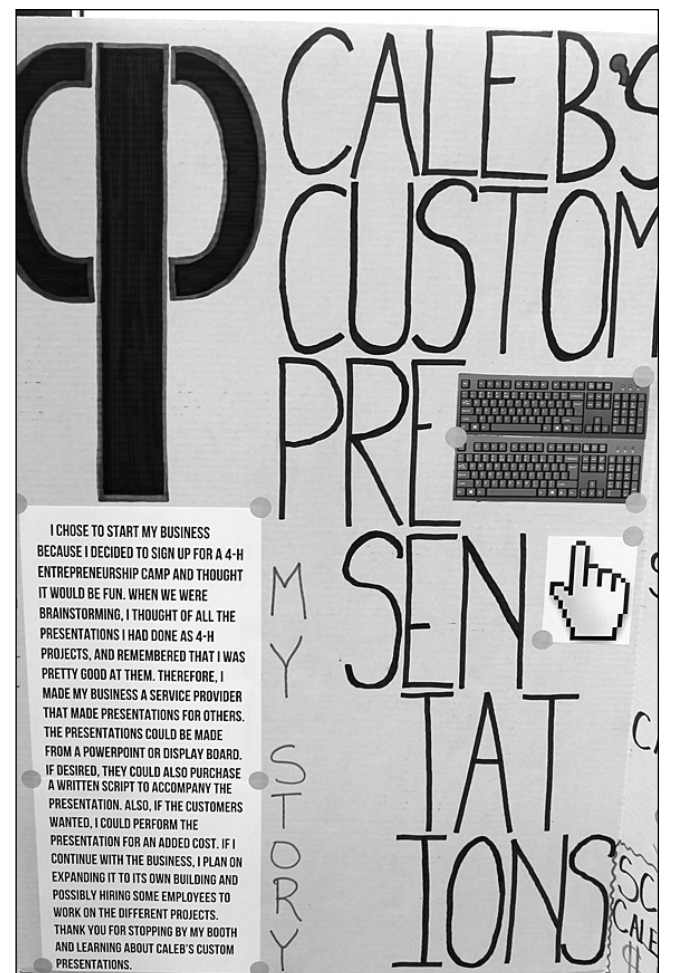 CALEB'S
CUSTOM
PRE
SEN
TAT
IONS
I CHOSE TO START MY BUSINESS
BECAUSE I DECIDED TO SIGN UP FOR A 4-H
ENTREPRENEURSHIP CAMP AND THOUGHT
IT WOULD BE FUN. WHEN WE WERE
BRAINSTORMING, I THOUGHT OF ALL THE
PRESENTATIONS I HAD DONE AS 4-H
PROJECTS, AND REMEMBERED THAT I WAS
PRETTY GOOD AT THEM. THEREFORE, I
MADE MY BUSINESS A SERVICE PROVIDER
THAT MADE PRESENTATIONS FOR OTHERS.
THE PRESENTATIONS COULD BE MADE
FROM A POWERPOINT OR DISPLAY BOARD.
IF DESIRED, THEY COULD ALSO PURCHASE
A WRITTEN SCRIPT TO ACCOMPANY THE
PRESENTATION. ALSO, IF THE CUSTOMERS
WANTED, I COULD PERFORM THE
PRESENTATION FOR AN ADDED COST. IF I
CONTINUE WITH THE BUSINESS, I PLAN ON
EXPANDING IT TO ITS OWN BUILDING AND
POSSIBLY HIRING SOME EMPLOYEES TO
WORK ON THE DIFFERENT PROJECTS.
THANK YOU FOR STOPPING BY MY BOOTH
AND LEARNING ABOUT CALEB'S CUSTOM
PRESENTATIONS.
MY STORY